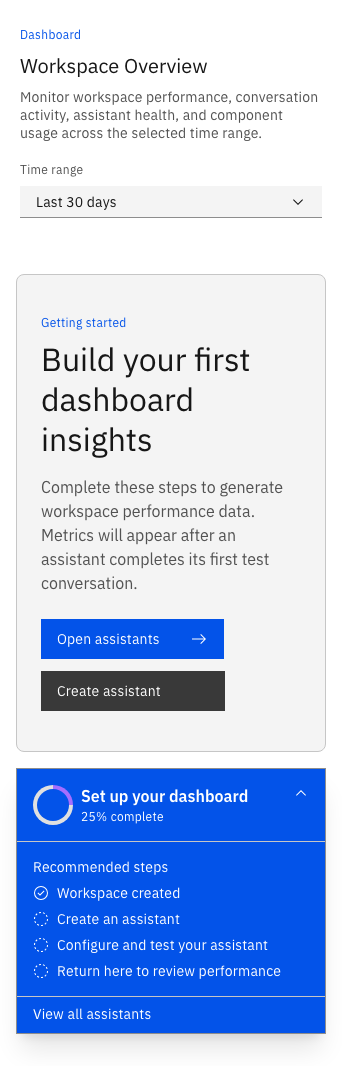 Dashboard
Workspace Overview
Monitor workspace performance, conversation
activity, assistant health, and component
usage across the selected time range.
Time range
Last 30 days
Getting started
Build your first
dashboard
insights
Complete these steps to generate
workspace performance data.
Metrics will appear after an
assistant completes its first test
conversation.
Open assistants
Create assistant
Set up your dashboard
25% complete
Recommended steps
Workspace created
Create an assistant
Configure and test your assistant
Return here to review performance
View all assistants